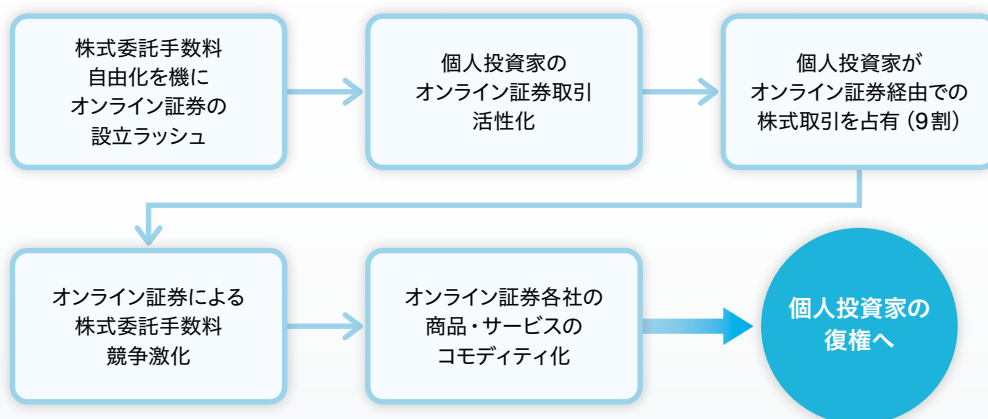 株式委託手数料
自由化を機に
オンライン証券の
設立ラッシュ
個人投資家の
オンライン証券取引
活性化
個人投資家が
オンライン証券経由での
株式取引を占有（9割）
オンライン証券による
株式委託手数料
競争激化
オンライン証券各社の
商品・サービスの
コモディティ化
個人投資家の
復権へ